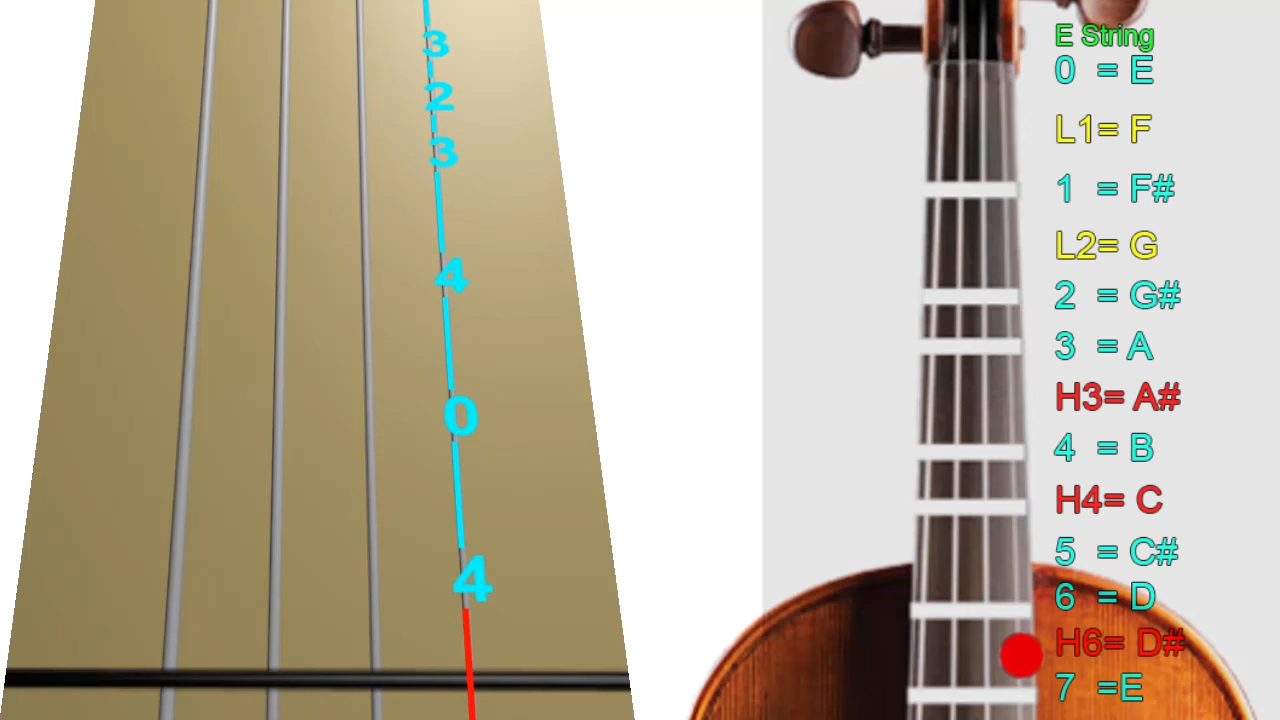 3
2
3
4
0
4
E String
0 = E
L1= F
1 = F#
L2= G
2 = G#
3 = A
H3= A#
4 = B
H4= C
5 = C#
6 = D
H6= D#
7 =E